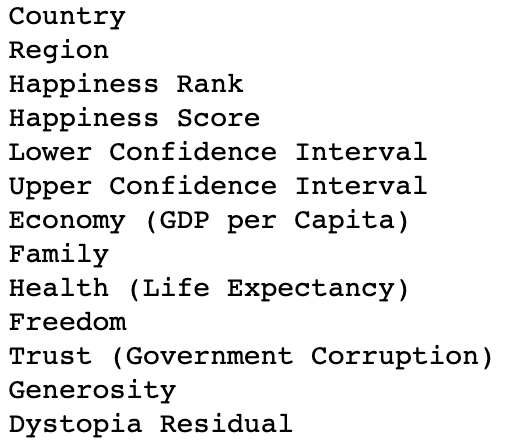 Country
Region
Happiness Rank
Happiness Score
Lower Confidence Interval
Upper Confidence Interval
Economy (GDP per Capita)
Family
Health (Life Expectancy)
Freedom
Trust (Government Corruption)
Generosity
Dystopia Residual